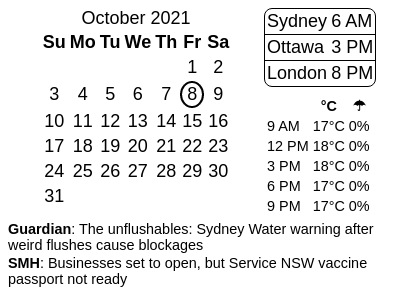 October 2021
Su Mo Tu We Th Fr Sa
1 2
3 4 5 6 7 8 9
10 11 12 13 14 15 16
17 18 19 20 21 22 23
24 25 26 27 28 29 30
31
Sydney 6 AM
Ottawa 3 PM
London 8 PM
°C ☂
9 AM 17°C 0%
12 PM 18°C 0%
3 PM 18°C 0%
6 PM 17°C 0%
9 PM 17°C 0%
Guardian: The unflushables: Sydney Water warning after
weird flushes cause blockages
SMH: Businesses set to open, but Service NSW vaccine
passport not ready